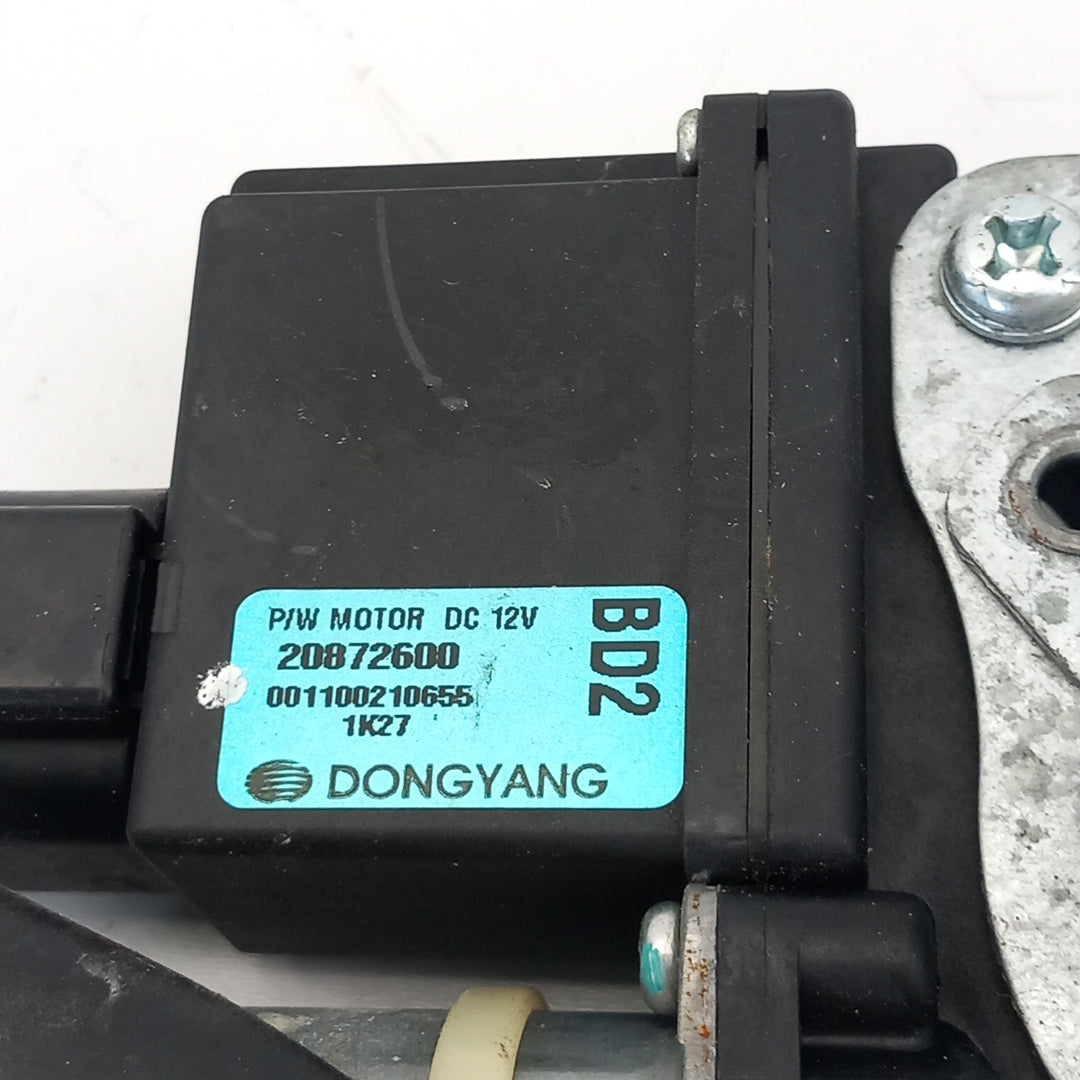 P/W MOTOR DC 12V
20872600
001100210655
1K27
DONGYANG
BD2